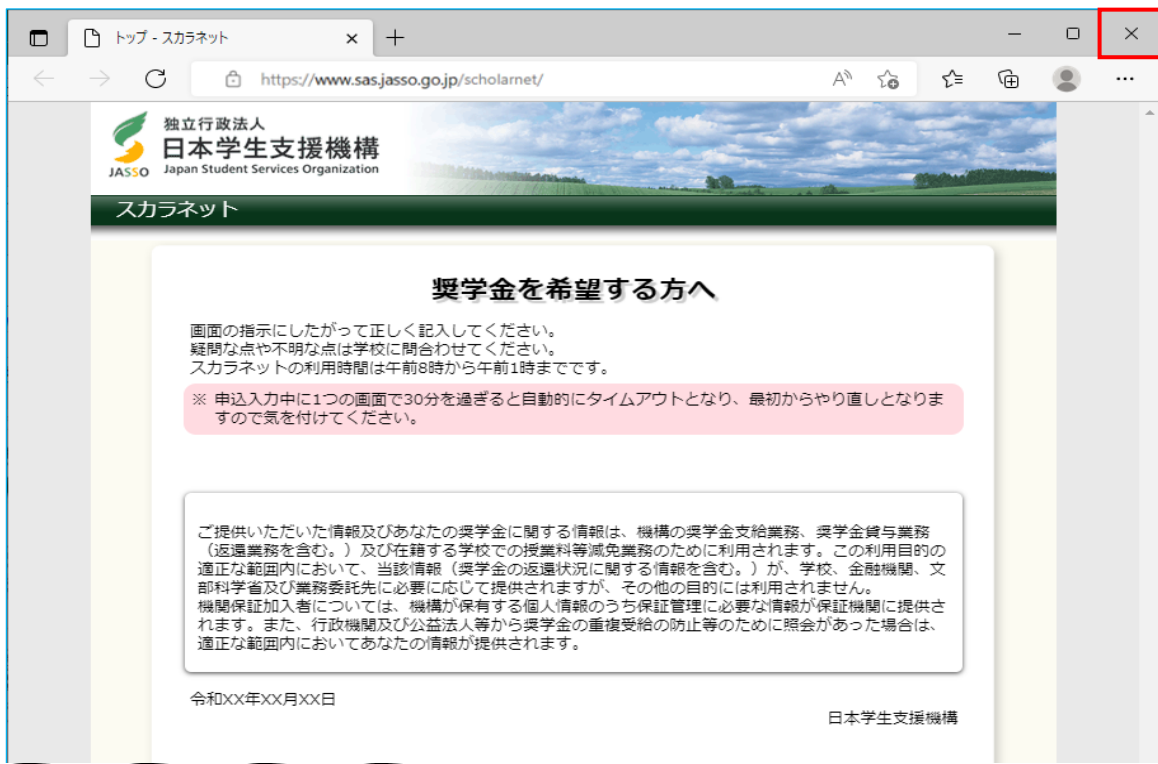 トップ - スカラネット
https://www.sas.jasso.go.jp/scholarnet/
独立行政法人
日本学生支援機構
JASSO Japan Student Services Organization
スカラネット
奨学金を希望する方へ
画面の指示にしたがって正しく記入してください。
疑問な点や不明な点は学校に問合わせてください。
スカラネットの利用時間は午前8時から午前1時までです。
※ 申込入力中に1つの画面で30分を過ぎると自動的にタイムアウトとなり、最初からやり直しとなりま
すので気を付けてください。
ご提供いただいた情報及びあなたの奨学金に関する情報は、機構の奨学金支給業務、奨学金貸与業務
（返還業務を含む。）及び在籍する学校での授業料等減免業務のために利用されます。この利用目的の
適正な範囲内において、当該情報（奨学金の返還状況に関する情報を含む。）が、学校、金融機関、文
部科学省及び業務委託先に必要に応じて提供されますが、その他の目的には利用されません。
機関保証加入者については、機構が保有する個人情報のうち保証管理に必要な情報が保証機関に提供さ
れます。また、行政機関及び公益法人等から奨学金の重複受給の防止等のために照会があった場合は、
適正な範囲内においてあなたの情報が提供されます。
令和XX年XX月XX日
日本学生支援機構